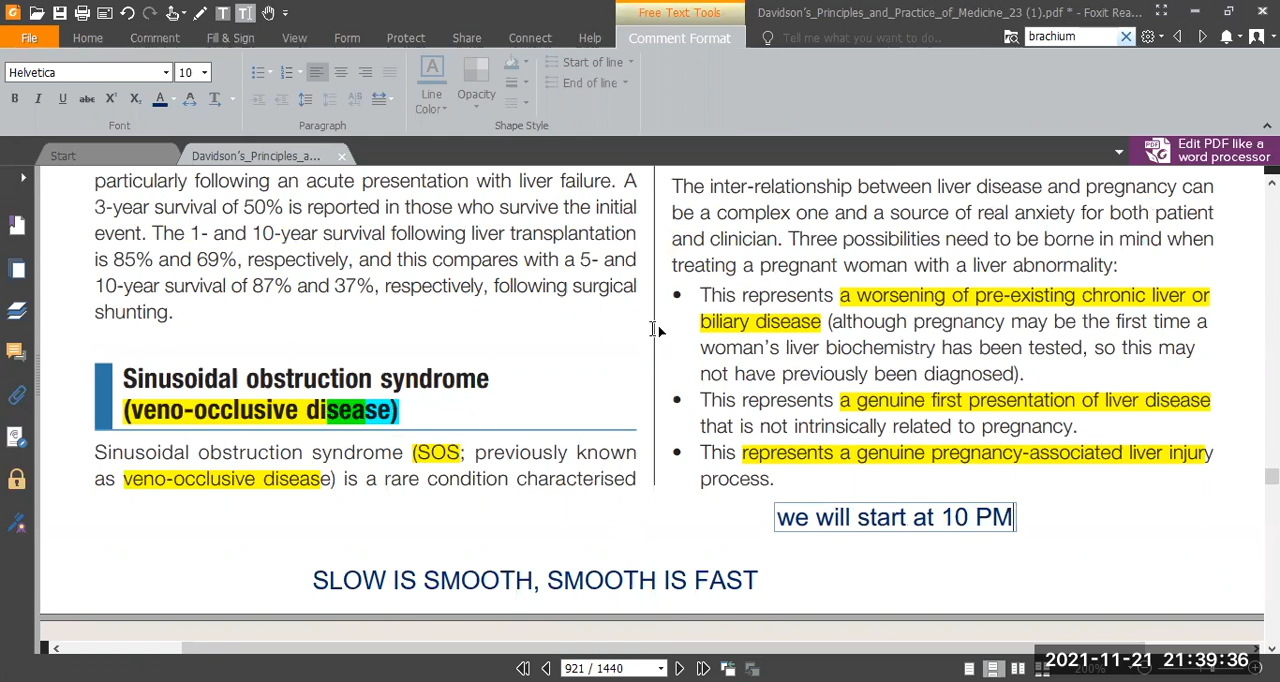 Free Text Tools
Davidson's_Principles_and_Practice_of_Medicine_23 (1).pdf * - Foxit Rea...
File Home Comment Fill & Sign View Form Protect Share Connect Help Comment Format Tell me what you want to do.. brachium
Helvetica 10
Line Color
Opacity
Start of line
End of line
Font Paragraph Shape Style
Start
Davidson's_Principles_a...
Edit PDF like a
word processor
particularly following an acute presentation with liver failure. A
3-year survival of 50% is reported in those who survive the initial
event. The 1- and 10-year survival following liver transplantation
is 85% and 69%, respectively, and this compares with a 5- and
10-year survival of 87% and 37%, respectively, following surgical
shunting.
Sinusoidal obstruction syndrome
(veno-occlusive disease)
Sinusoidal obstruction syndrome (SOS; previously known
as veno-occlusive disease) is a rare condition characterised
The inter-relationship between liver disease and pregnancy can
be a complex one and a source of real anxiety for both patient
and clinician. Three possibilities need to be borne in mind when
treating a pregnant woman with a liver abnormality:
• This represents a worsening of pre-existing chronic liver or
biliary disease (although pregnancy may be the first time a
woman's liver biochemistry has been tested, so this may
not have previously been diagnosed).
• This represents a genuine first presentation of liver disease
that is not intrinsically related to pregnancy.
• This represents a genuine pregnancy-associated liver injury
process.
we will start at 10 PM
SLOW IS SMOOTH, SMOOTH IS FAST
921 / 1440
200%
2021-11-21 21:39:36